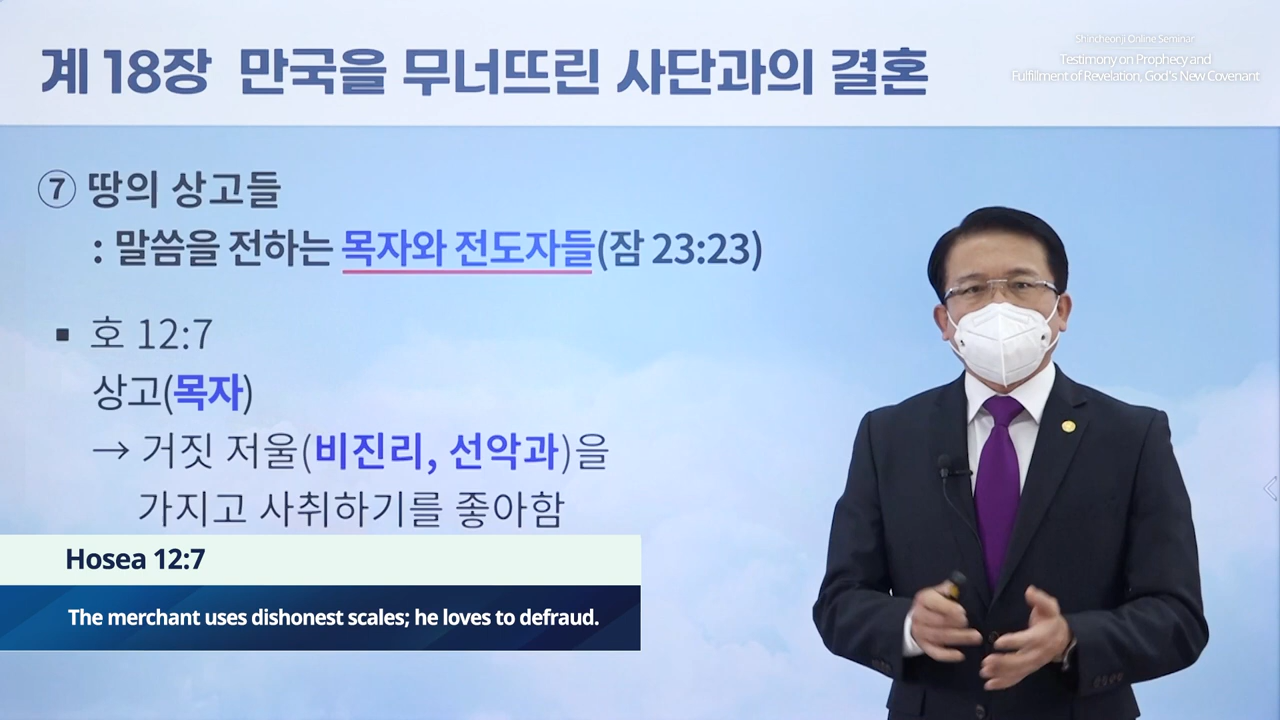 계 18장 만국을 무너뜨린 사단과의 결혼
Shincheonji Online Seminar
Testimony on Prophecy and
Fulfillment of Revelation, God's New Covenant
⑦ 땅의 상고들
: 말씀을 전하는 목자와 전도자들(잠 23:23)
▪ 호 12:7
상고(목자)
→ 거짓 저울(비진리, 선악과)을
가지고 사취하기를 좋아함
Hosea 12:7
The merchant uses dishonest scales; he loves to defraud.